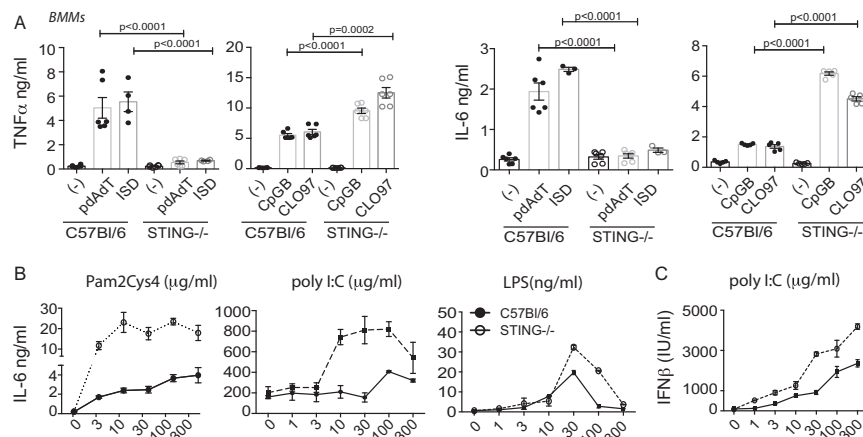 A
BMMs
p<0.0001
p<0.0001
TNFα ng/ml
10
8
6
4
2
0
(-)
pdAdT
ISD
(-)
pdAdT
ISD
C57Bl/6
STING-/-
p=0.0002
p<0.0001
20
15
10
5
0
(-)
CpGB
CLO97
(-)
CpGB
CLO97
C57Bl/6
STING-/-
p<0.0001
p<0.0001
IL-6 ng/ml
3
2
1
0
(-)
pdAdT
ISD
(-)
pdAdT
ISD
C57Bl/6
STING-/-
p<0.0001
p<0.0001
8
6
4
2
0
(-)
CpGB
CLO97
(-)
CpGB
CLO97
C57Bl/6
STING-/-
B
Pam2Cys4 (μg/ml)
IL-6 ng/ml
30
20
10
6
4
2
0
0
3
10
30
100
300
poly I:C (μg/ml)
1000
800
600
400
200
0
0
1
3
10
30
100
300
LPS(ng/ml)
C57Bl/6
STING-/-
50
40
30
20
10
0
0
1
3
10
30
100
300
C
poly I:C (μg/ml)
IFNβ (IU/ml)
6000
4500
3000
1500
0
0
1
3
10
30
100
300